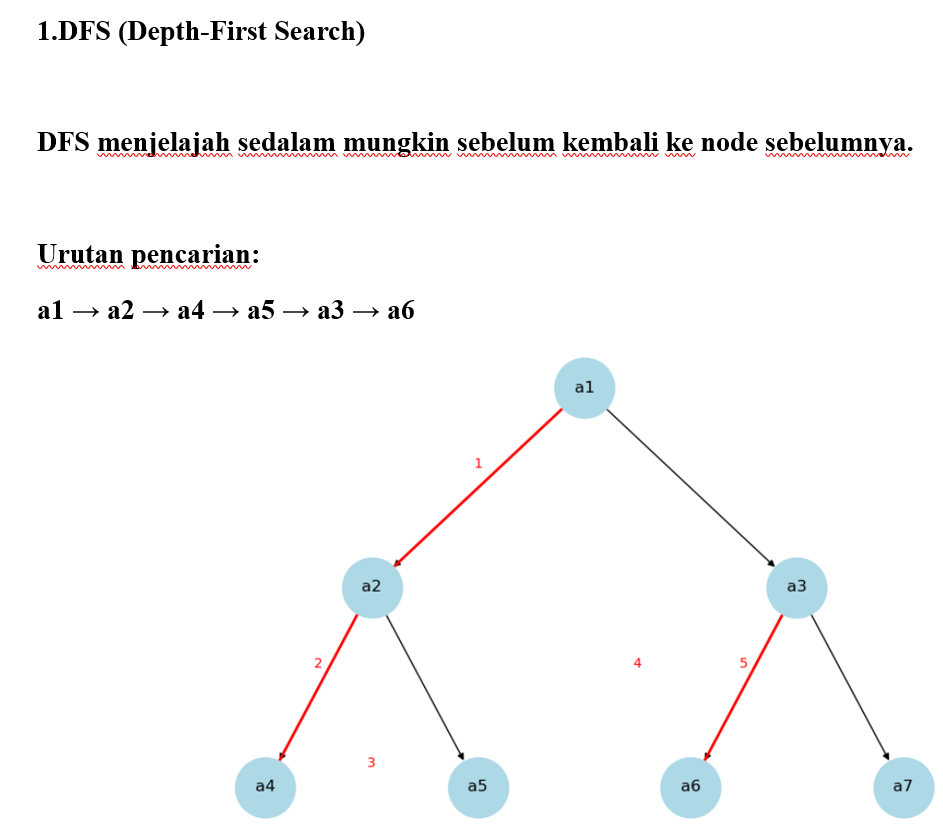 1.DFS (Depth-First Search)
DFS menjelajah sedalam mungkin sebelum kembali ke node sebelumnya.
Urutan pencarian:
a1 → a2 → a4 → a5 → a3 → a6
a1
1
a2
a3
2
4
5
3
a4
a5
a6
a7